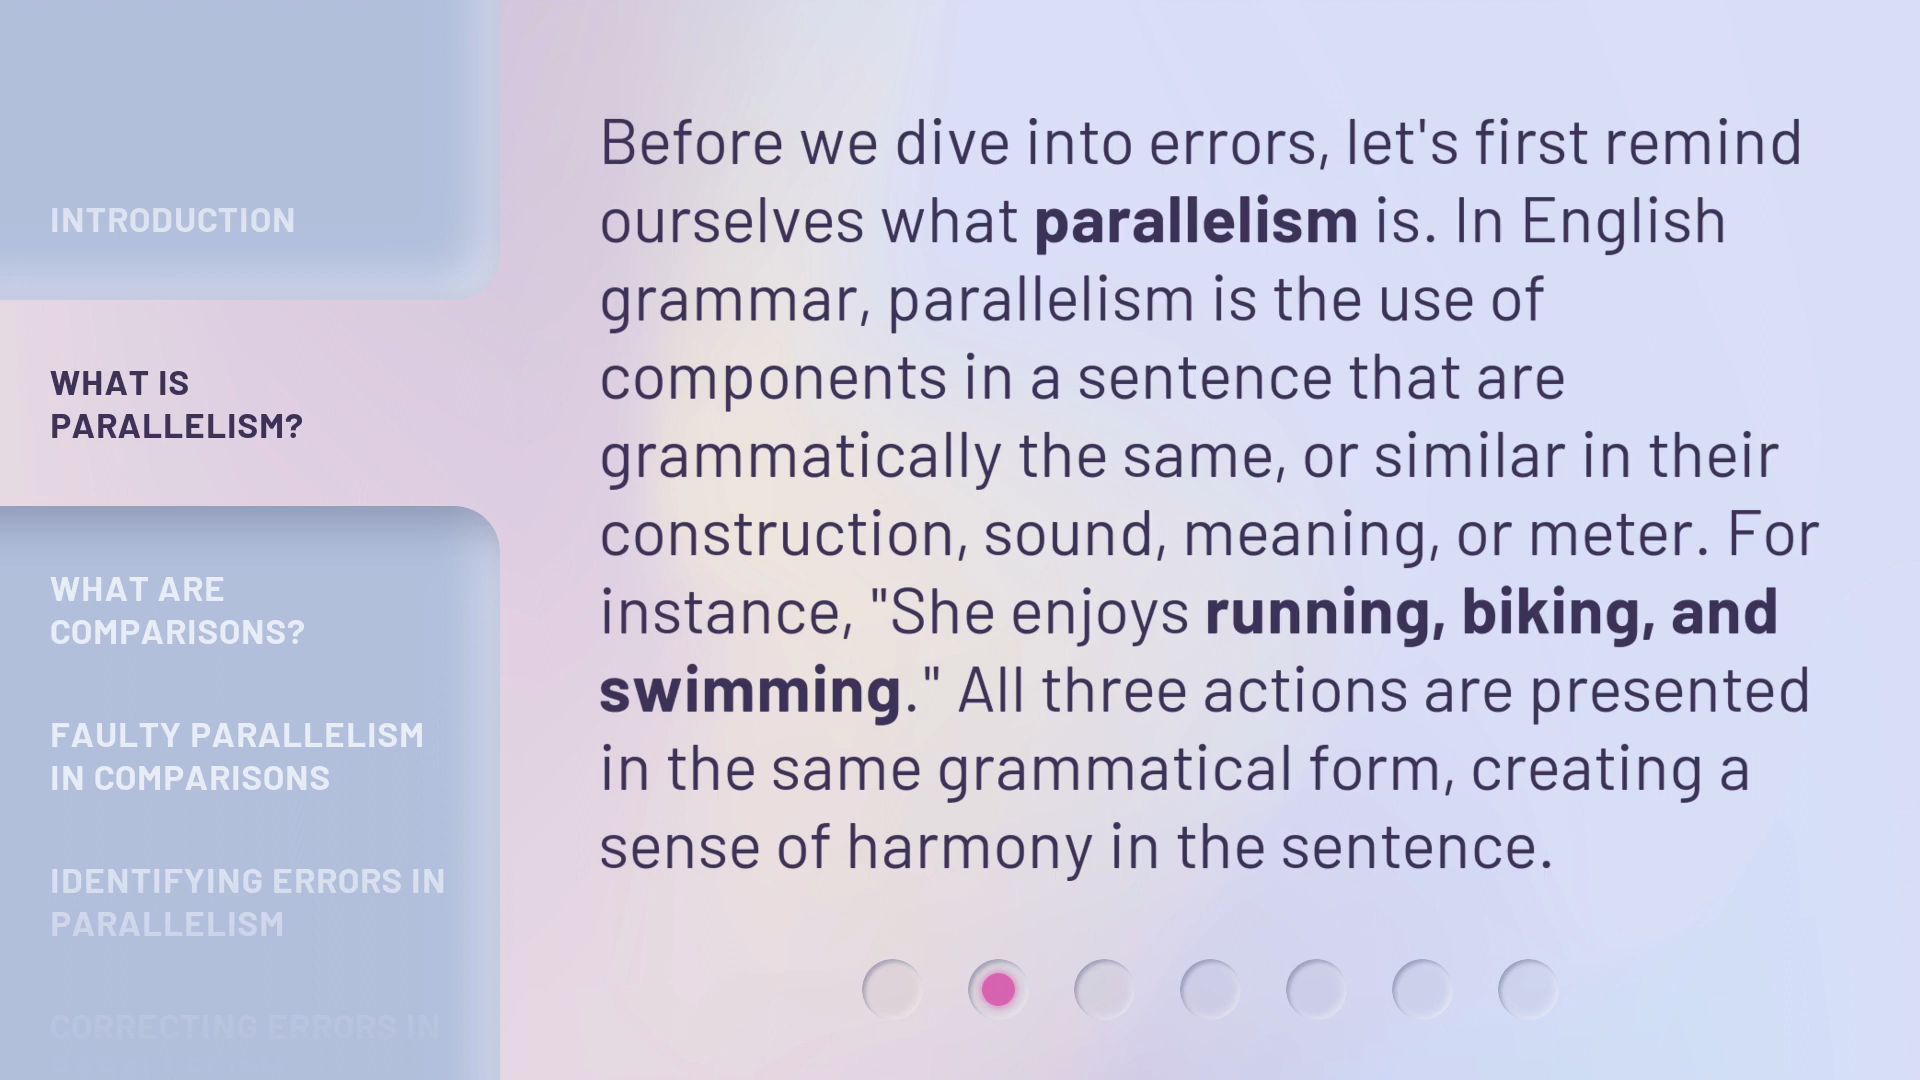 INTRODUCTION
WHAT IS
PARALLELISM?
WHAT ARE
COMPARISONS?
FAULTY PARALLELISM
IN COMPARISONS
IDENTIFYING ERRORS IN
PARALLELISM
CORRECTING ERRORS IN
Before we dive into errors, let's first remind
ourselves what parallelism is. In English
grammar, parallelism is the use of
components in a sentence that are
grammatically the same, or similar in their
construction, sound, meaning, or meter. For
instance, "She enjoys running, biking, and
swimming." All three actions are presented
in the same grammatical form, creating a
sense of harmony in the sentence.